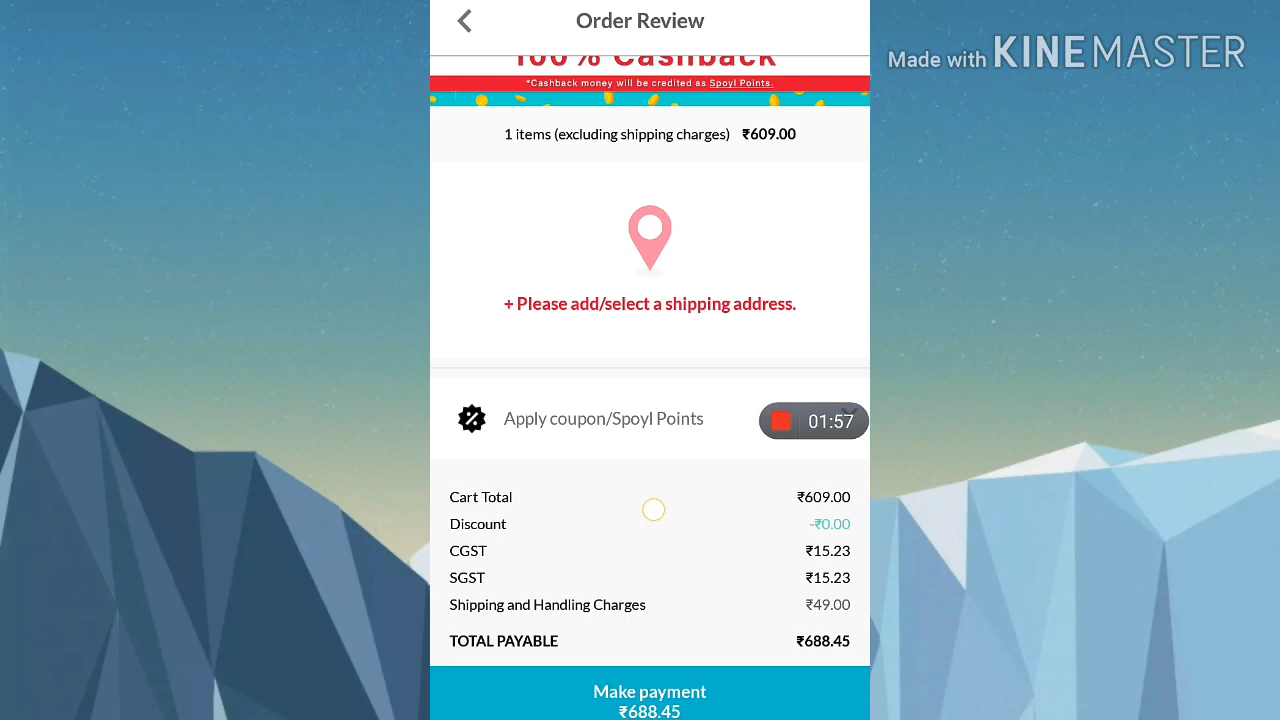 Order Review
Made with KINEMASTER
100% Cashback
*Cashback money will be credited as Spoyl Points.
1 items (excluding shipping charges) ₹609.00
+ Please add/select a shipping address.
Apply coupon/Spoyl Points
01:57
Cart Total ₹609.00
Discount -₹0.00
CGST ₹15.23
SGST ₹15.23
Shipping and Handling Charges ₹49.00
TOTAL PAYABLE ₹688.45
Make payment
₹688.45